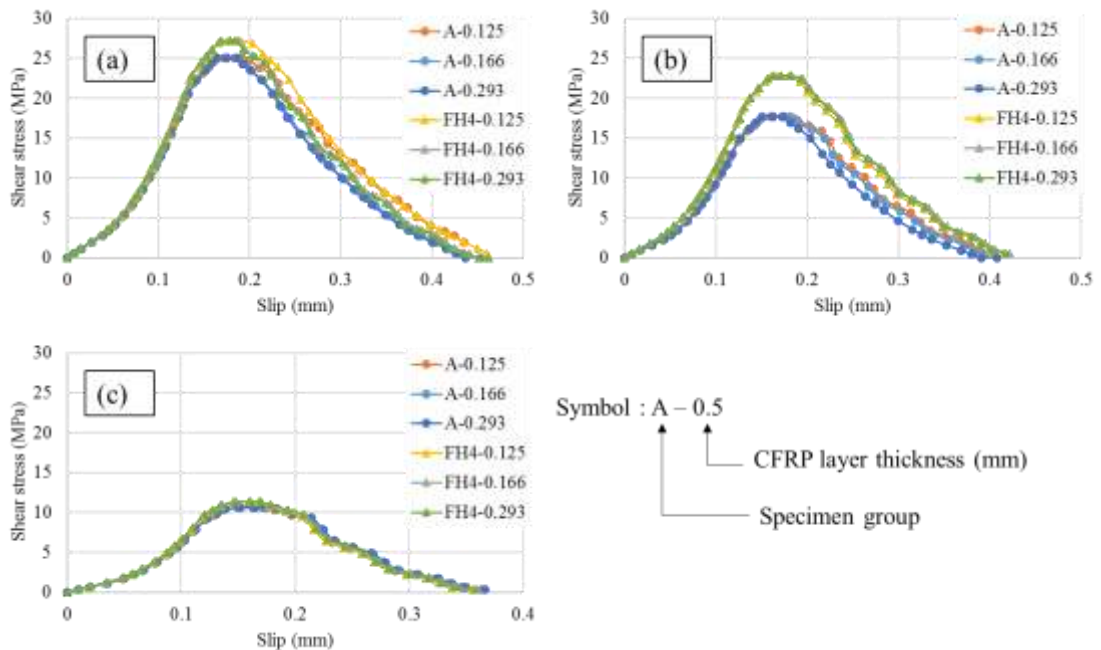 (a)
Shear stress (MPa)
30
25
20
15
10
5
0
0 0.1 0.2 0.3 0.4 0.5
Slip (mm)
A-0.125
A-0.166
A-0.293
FH4-0.125
FH4-0.166
FH4-0.293
(b)
Shear stress (MPa)
30
25
20
15
10
5
0
0 0.1 0.2 0.3 0.4 0.5
Slip (mm)
A-0.125
A-0.166
A-0.293
FH4-0.125
FH4-0.166
FH4-0.293
(c)
Shear stress (MPa)
30
25
20
15
10
5
0
0 0.1 0.2 0.3 0.4
Slip (mm)
A-0.125
A-0.166
A-0.293
FH4-0.125
FH4-0.166
FH4-0.293
Symbol : A – 0.5
CFRP layer thickness (mm)
Specimen group